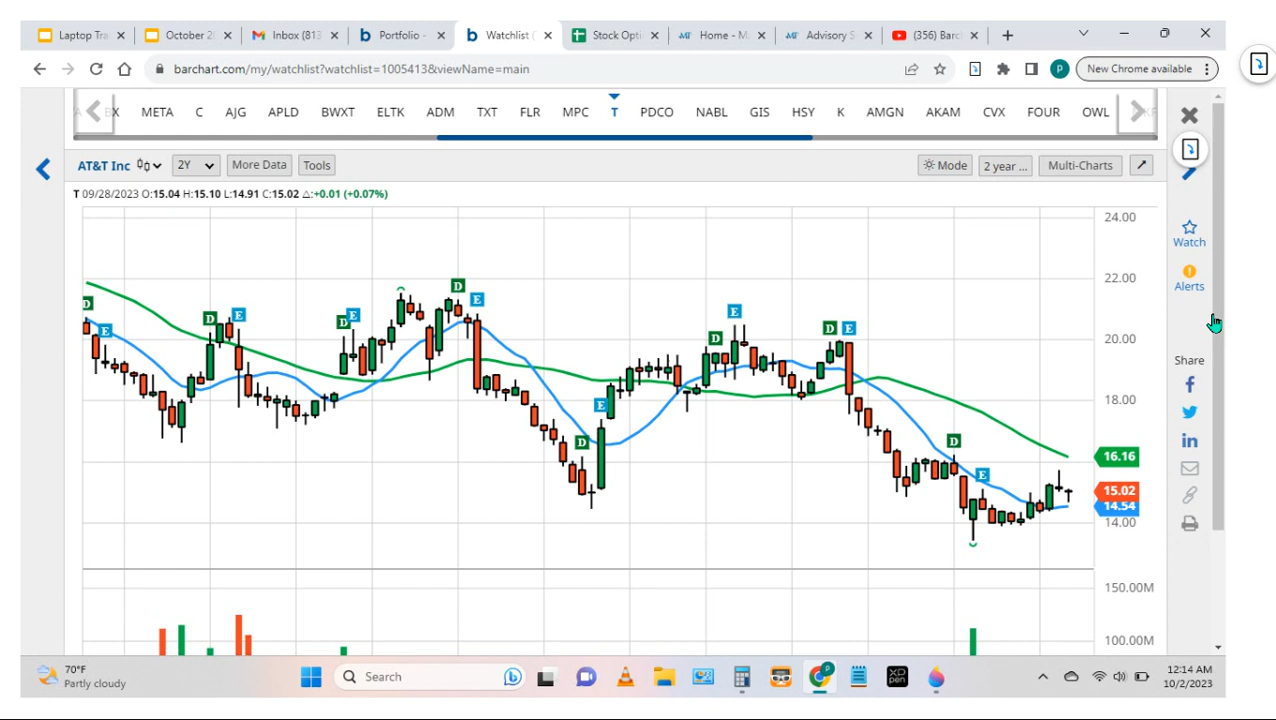 Laptop Tra
October 2
Inbox (813
Portfolio -
Watchlist (
Stock Opti
Home - M
Advisory S
(356) Barc
barchart.com/my/watchlist?watchlist=1005413&viewName=main
New Chrome available
BX META C AJG APLD BWXT ELTK ADM TXT FLR MPC T PDCO NABL GIS HSY K AMGN AKAM CVX FOUR OWL
AT&T Inc 2Y More Data Tools Mode 2 year ... Multi-Charts
T 09/28/2023 O:15.04 H:15.10 L:14.91 C:15.02 △:+0.01 (+0.07%)
24.00
22.00
20.00
18.00
16.16
15.02
14.54
14.00
150.00M
100.00M
D E D E D E D E D E D E D E D E
Watch
Alerts
Share
70°F
Partly cloudy
Search
12:14 AM
10/2/2023